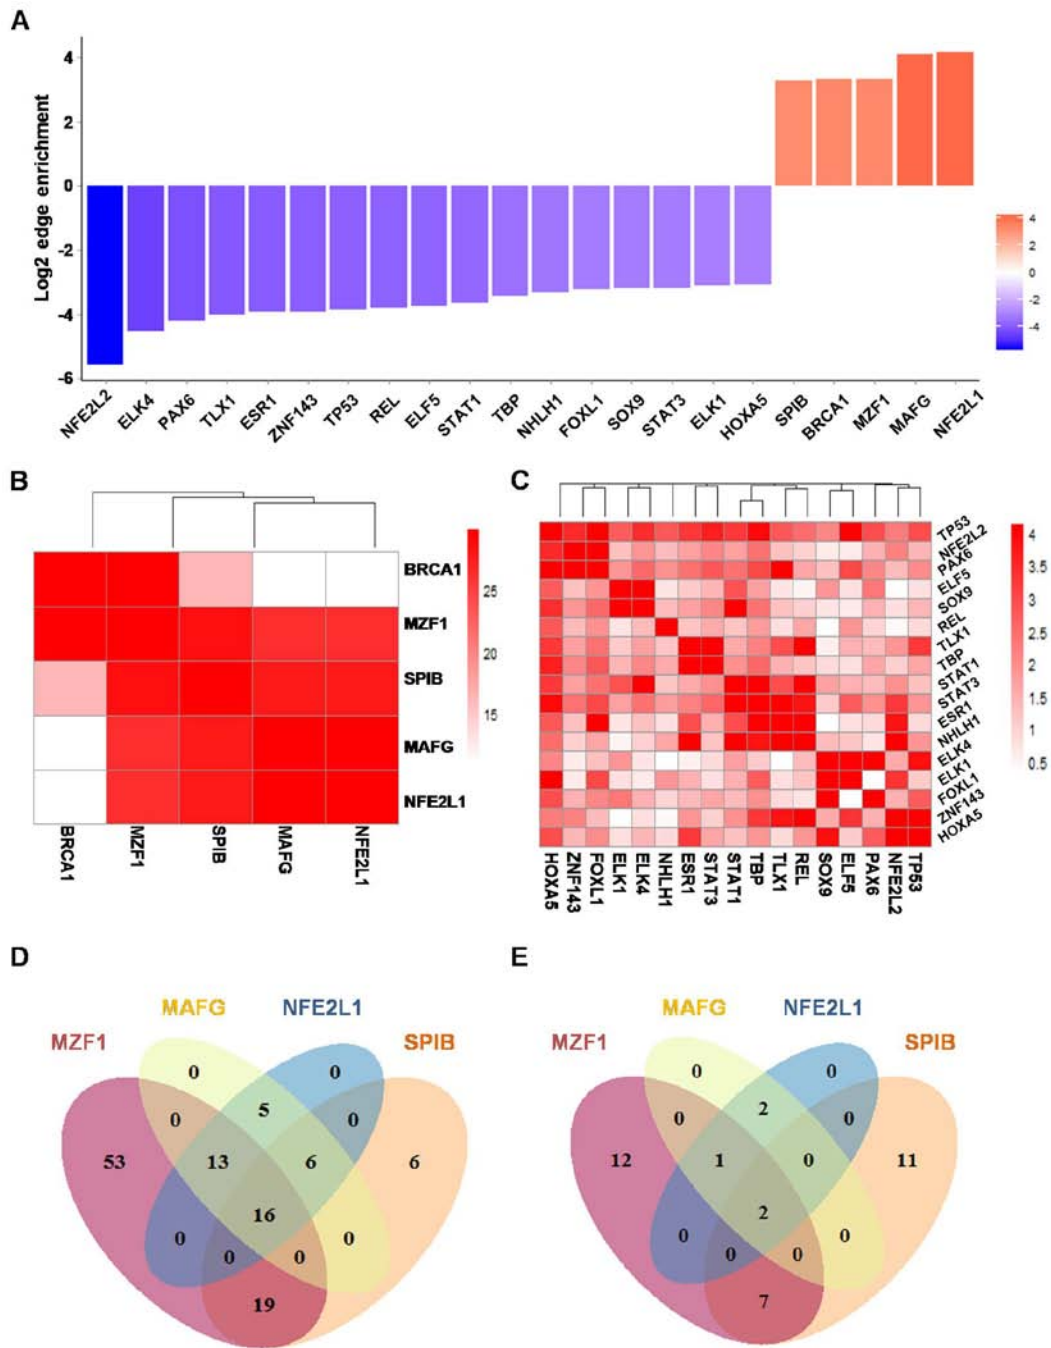 A
4
2
0
-2
-4
-6
Log2 edge enrichment
NFE2L2 ELK4 PAX6 TLX1 ESR1 ZNF143 TP53 REL ELF5 STAT1 TBP NHLH1 FOXL1 SOX9 STAT3 ELK1 HOXA5 SPIB BRCA1 MZF1 MAFG NFE2L1
4
2
0
-2
-4
B
BRCA1
MZF1
SPIB
MAFG
NFE2L1
BRCA1 MZF1 SPIB MAFG NFE2L1
25
20
15
C
TP53
NFE2L2
PAX6
ELF5
SOX9
REL
TLX1
TBP
STAT1
STAT3
ESR1
NHLH1
ELK4
ELK1
FOXL1
ZNF143
HOXA5
HOXA5 ZNF143 FOXL1 ELK1 ELK4 NHLH1 ESR1 STAT3 STAT1 TBP TLX1 REL SOX9 ELF5 PAX6 NFE2L2 TP53
4
3.5
3
2.5
2
1.5
1
0.5
D
MAFG NFE2L1
MZF1 SPIB
0 0
5
0 0
53 13 6 6
16
0 0
0 0
19
E
MAFG NFE2L1
MZF1 SPIB
0 0
2
0 0
12 1 0 11
2
0 0
0 0
7